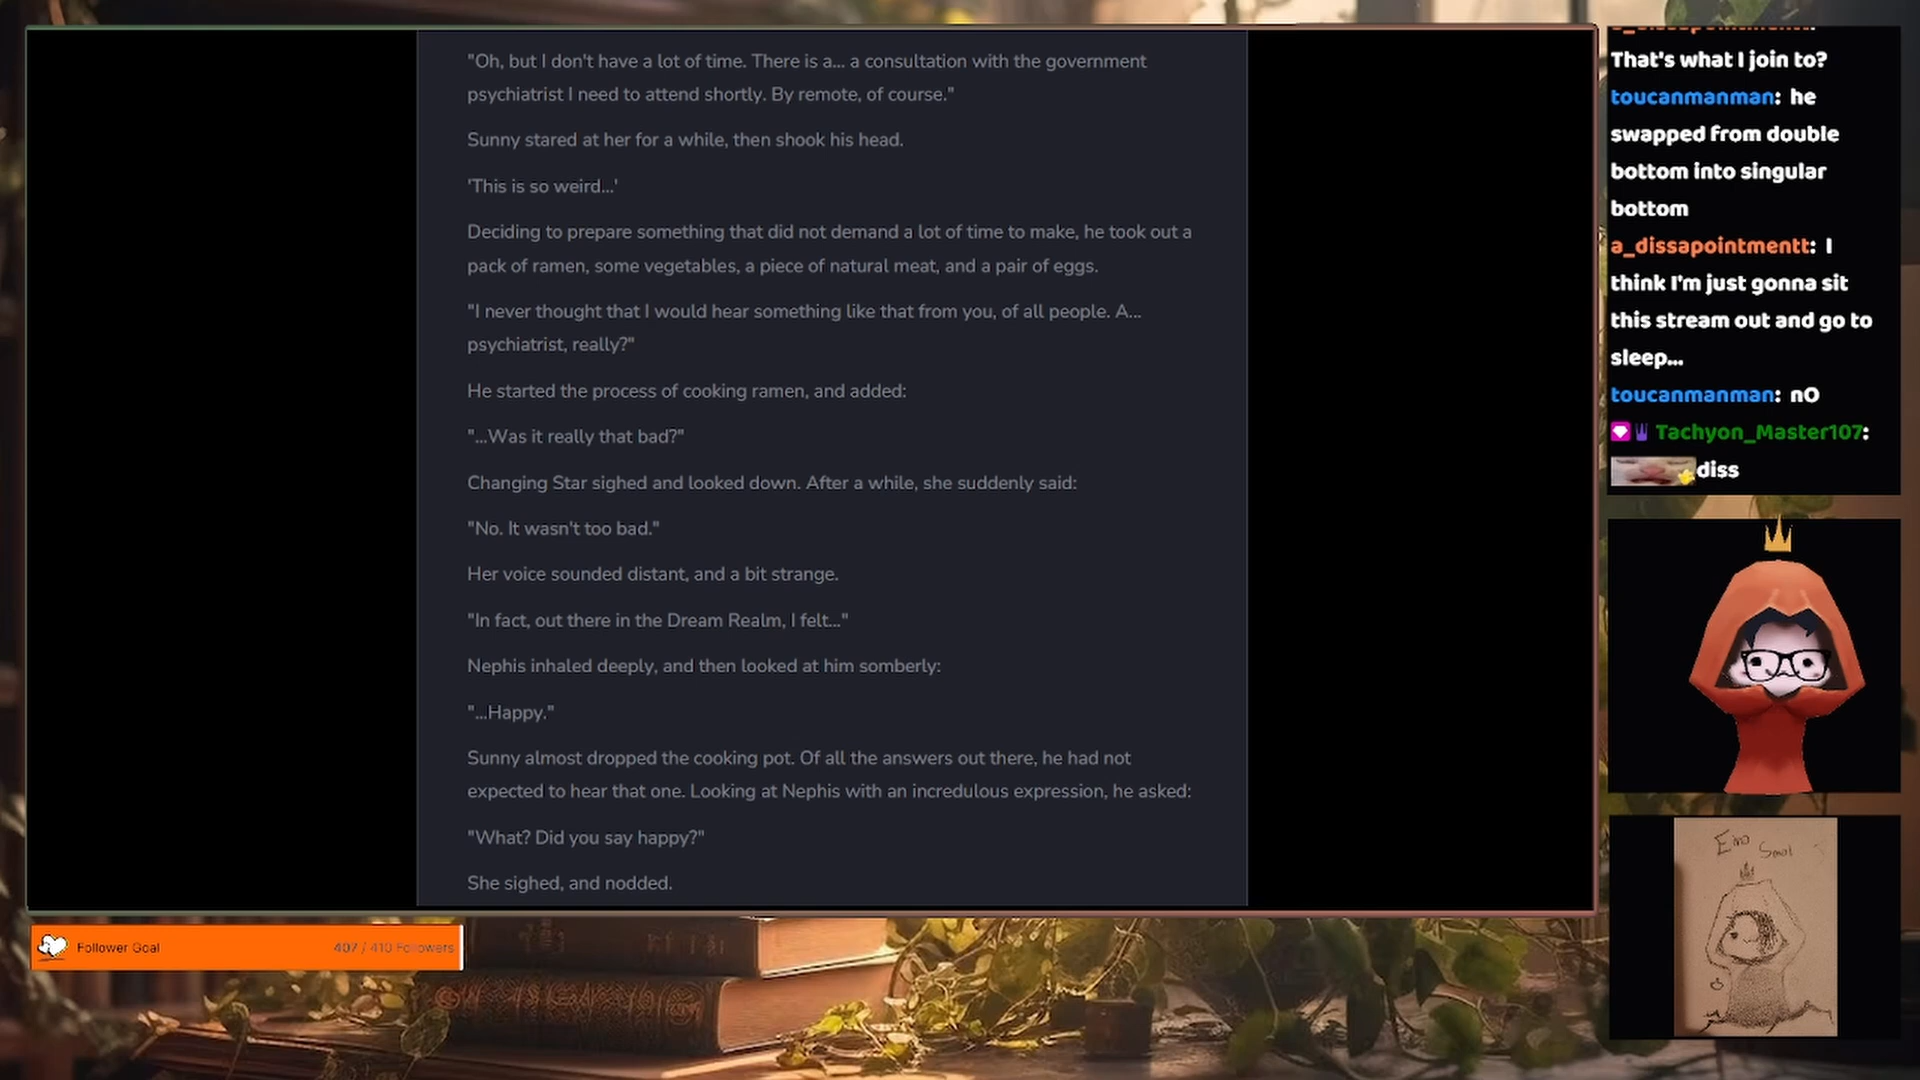 "Oh, but I don't have a lot of time. There is a... a consultation with the government
psychiatrist I need to attend shortly. By remote, of course."
Sunny stared at her for a while, then shook his head.
'This is so weird...'
Deciding to prepare something that did not demand a lot of time to make, he took out a
pack of ramen, some vegetables, a piece of natural meat, and a pair of eggs.
"I never thought that I would hear something like that from you, of all people. A...
psychiatrist, really?"
He started the process of cooking ramen, and added:
"...Was it really that bad?"
Changing Star sighed and looked down. After a while, she suddenly said:
"No. It wasn't too bad."
Her voice sounded distant, and a bit strange.
"In fact, out there in the Dream Realm, I felt..."
Nephis inhaled deeply, and then looked at him somberly:
"...Happy."
Sunny almost dropped the cooking pot. Of all the answers out there, he had not
expected to hear that one. Looking at Nephis with an incredulous expression, he asked:
"What? Did you say happy?"
She sighed, and nodded.
That's what I join to?
toucanmanman: he
swapped from double
bottom into singular
bottom
a_dissapointmentt: I
think I'm just gonna sit
this stream out and go to
sleep...
toucanmanman: nO
Tachyon_Master107:
diss
Emo Smol
Follower Goal 407 / 410 Followers